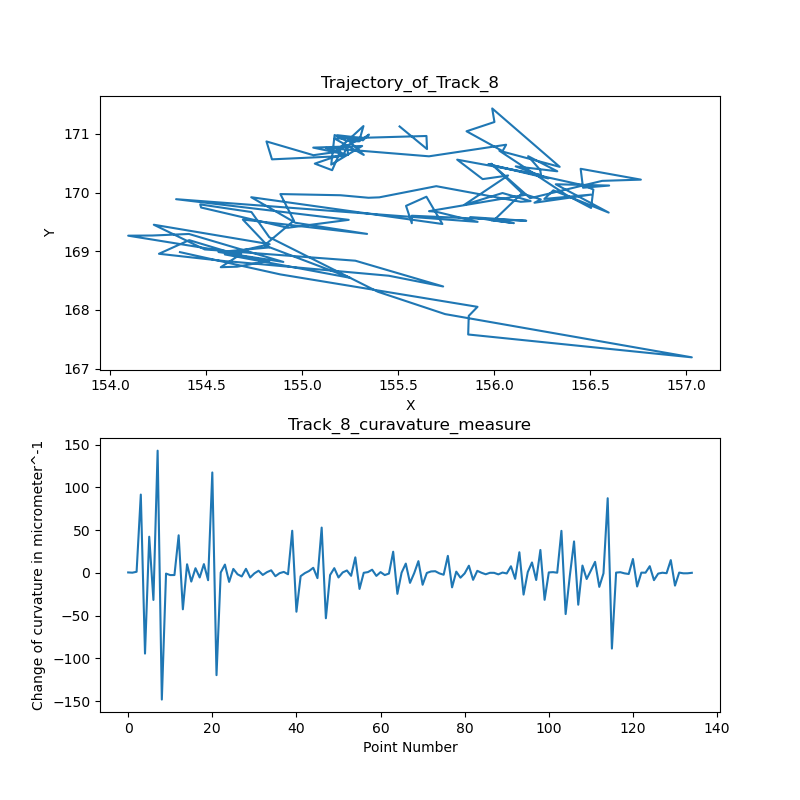 Trajectory_of_Track_8
171
170
169
168
167
Y
154.0 154.5 155.0 155.5 156.0 156.5 157.0
X
Track_8_curavature_measure
150
100
50
0
−50
−100
−150
Change of curvature in micrometer^-1
0 20 40 60 80 100 120 140
Point Number